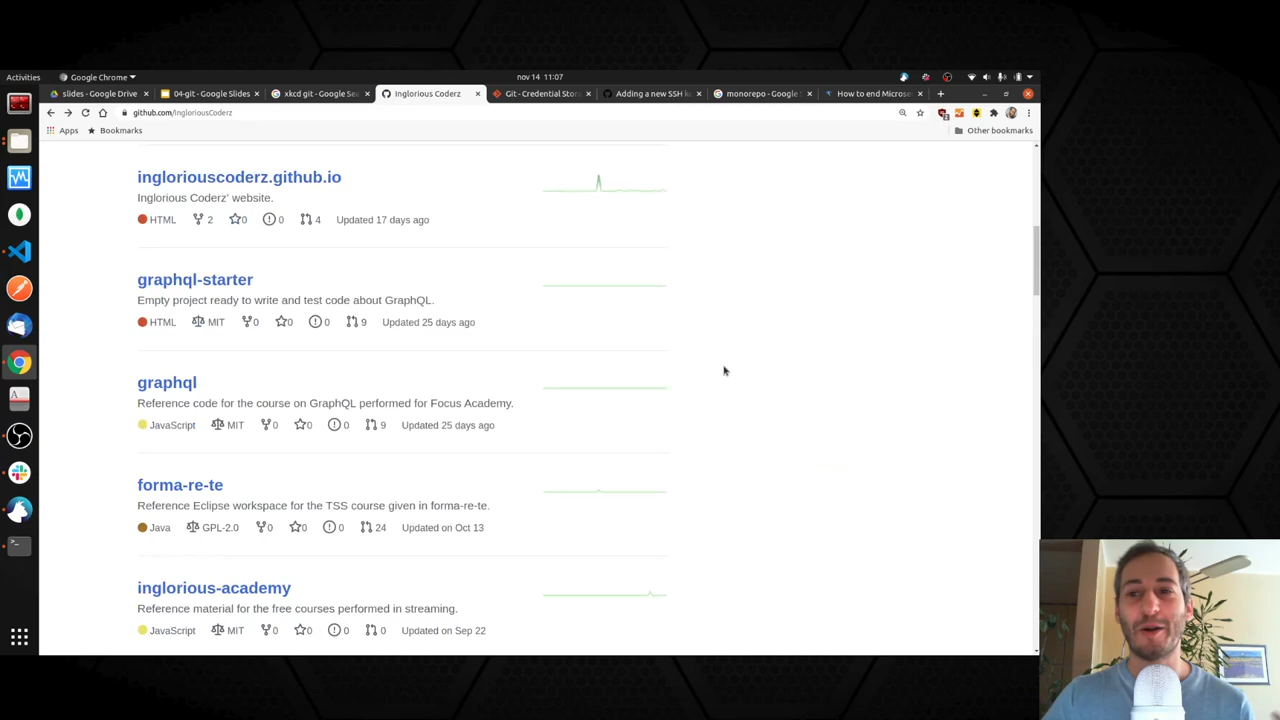 Activities
Google Chrome
nov 14 11:07
slides - Google Drive
04-git - Google Slides
xkcd git - Google Sea
Inglorious Coderz
Git - Credential Stora
Adding a new SSH k
monorepo - Google
How to end Micros
github.com/IngloriousCoderz
Apps
Bookmarks
Other bookmarks
ingloriouscoderz.github.io
Inglorious Coderz' website.
HTML 2 0 0 4 Updated 17 days ago
graphql-starter
Empty project ready to write and test code about GraphQL.
HTML MIT 0 0 0 9 Updated 25 days ago
graphql
Reference code for the course on GraphQL performed for Focus Academy.
JavaScript MIT 0 0 0 9 Updated 25 days ago
forma-re-te
Reference Eclipse workspace for the TSS course given in forma-re-te.
Java GPL-2.0 0 0 0 24 Updated on Oct 13
inglorious-academy
Reference material for the free courses performed in streaming.
JavaScript MIT 0 0 0 0 Updated on Sep 22